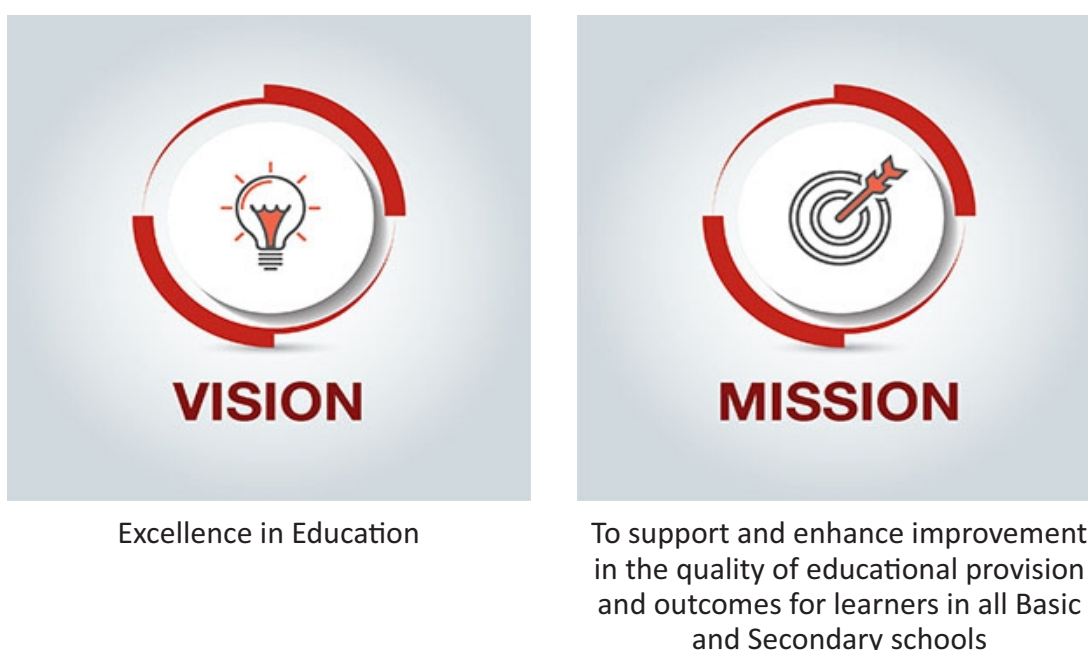 VISION
Excellence in Education
MISSION
To support and enhance improvement
in the quality of educational provision
and outcomes for learners in all Basic
and Secondary schools